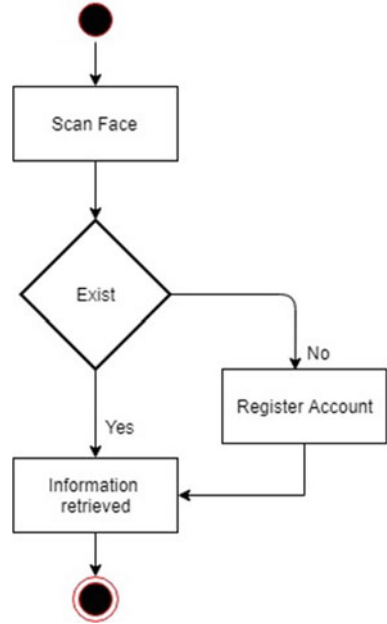 Scan Face
Exist
No
Register Account
Yes
Information
retrieved